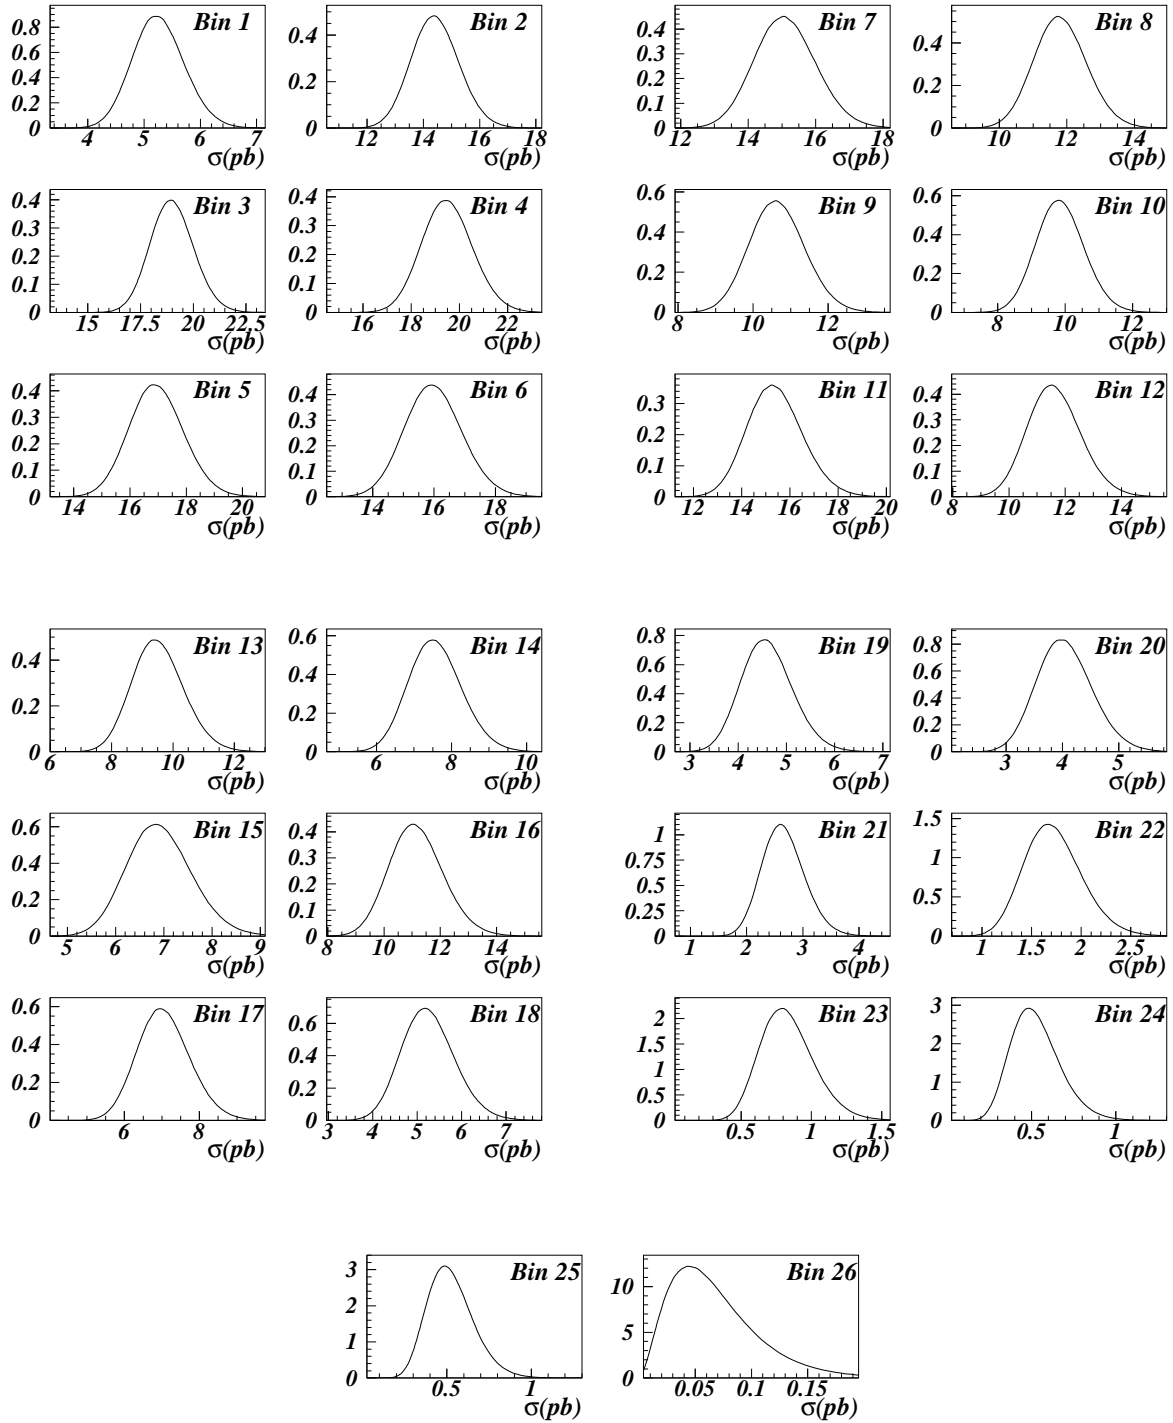 Bin 1
0.8
0.6
0.4
0.2
0
4 5 6 7
σ(pb)
Bin 2
0.4
0.2
0
12 14 16 18
σ(pb)
Bin 7
0.4
0.3
0.2
0.1
0
12 14 16 18
σ(pb)
Bin 8
0.4
0.2
0
10 12 14
σ(pb)
Bin 3
0.4
0.3
0.2
0.1
0
15 17.5 20 22.5
σ(pb)
Bin 4
0.4
0.3
0.2
0.1
0
16 18 20 22
σ(pb)
Bin 9
0.6
0.4
0.2
0
8 10 12
σ(pb)
Bin 10
0.6
0.4
0.2
0
8 10 12
σ(pb)
Bin 5
0.4
0.3
0.2
0.1
0
14 16 18 20
σ(pb)
Bin 6
0.4
0.3
0.2
0.1
0
14 16 18
σ(pb)
Bin 11
0.3
0.2
0.1
0
12 14 16 18 20
σ(pb)
Bin 12
0.4
0.3
0.2
0.1
0
8 10 12 14
σ(pb)
Bin 13
0.4
0.2
0
6 8 10 12
σ(pb)
Bin 14
0.6
0.4
0.2
0
6 8 10
σ(pb)
Bin 19
0.8
0.6
0.4
0.2
0
3 4 5 6 7
σ(pb)
Bin 20
0.8
0.6
0.4
0.2
0
3 4 5
σ(pb)
Bin 15
0.6
0.4
0.2
0
5 6 7 8 9
σ(pb)
Bin 16
0.4
0.3
0.2
0.1
0
8 10 12 14
σ(pb)
Bin 21
1
0.75
0.5
0.25
0
1 2 3 4
σ(pb)
Bin 22
1.5
1
0.5
0
1 1.5 2 2.5
σ(pb)
Bin 17
0.6
0.4
0.2
0
6 8
σ(pb)
Bin 18
0.6
0.4
0.2
0
3 4 5 6 7
σ(pb)
Bin 23
2
1.5
1
0.5
0
0.5 1 1.5
σ(pb)
Bin 24
3
2
1
0
0.5 1
σ(pb)
Bin 25
3
2
1
0
0.5 1
σ(pb)
Bin 26
10
5
0
0.05 0.1 0.15
σ(pb)